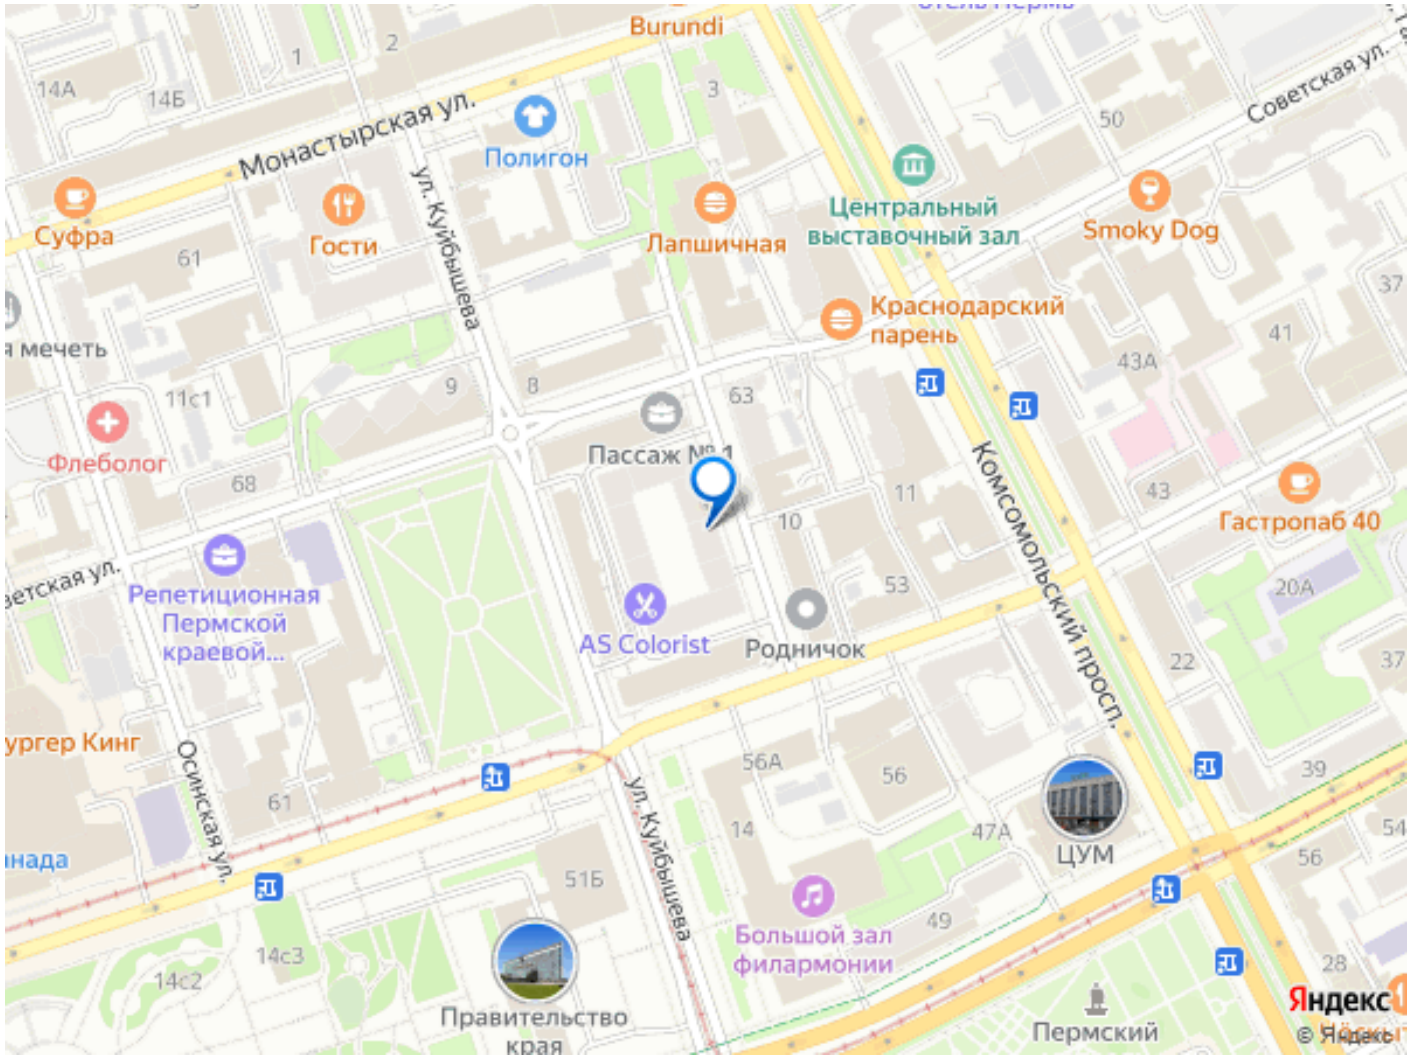 отель Пермь
Burundi
2
1
14А
14Б
3
Советская ул.
50
Монастырская ул.
Полигон
ул. Куйбышева
Суфра
Гости
61
Лапшичная
Центральный
выставочный зал
Smoky Dog
37
Краснодарский
парень
41
43А
я мечеть
11с1
9
8
63
Флеболог
Пассаж № 1
68
11
43
10
Гастропаб 40
Комсомольский просп.
Репетиционная
Пермской
краевой...
ветская ул.
53
20А
AS Colorist
Родничок
22
37
ургер Кинг
Осинская ул.
56А
56
39
61
ул. Куйбышева
14
47А
ЦУМ
54
56
анада
51Б
49
Большой зал
филармонии
14с3
14с2
28
Правительство
края
Пермский
Яндекс
© Яндекс